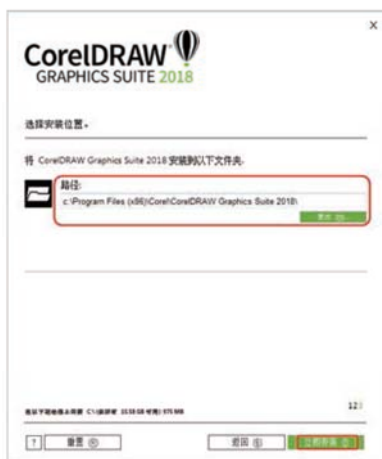 X
CorelDRAW
GRAPHICS SUITE 2018
选择安装位置。
将 CorelDRAW Graphics Suite 2018 安装到以下文件夹.
路径:
c:\Program Files (x86)\Corel\CorelDRAW Graphics Suite 2018\
更改
975 MB
? 重置 (R) 返回 (B) 立即安装